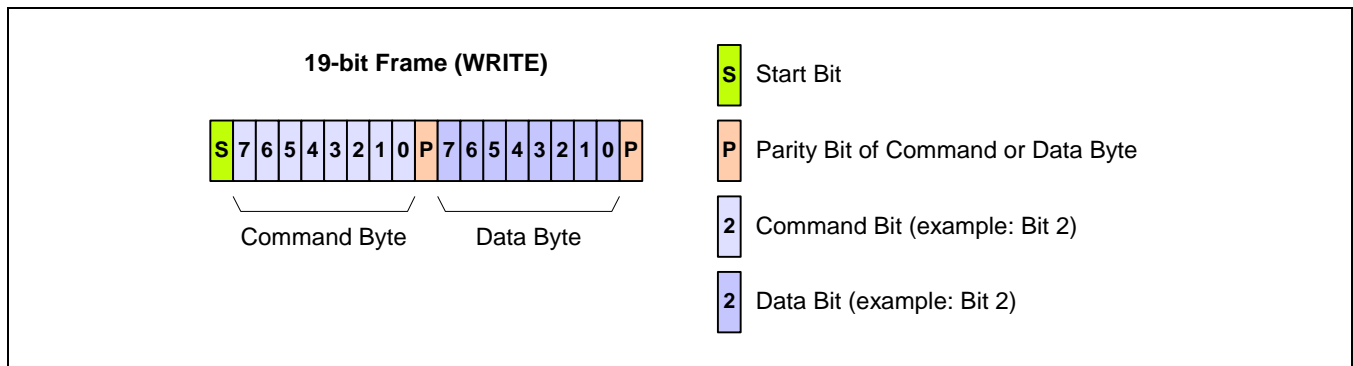 19-bit Frame (WRITE)
S 7 6 5 4 3 2 1 0 P 7 6 5 4 3 2 1 0 P
Command Byte Data Byte
S Start Bit
P Parity Bit of Command or Data Byte
2 Command Bit (example: Bit 2)
2 Data Bit (example: Bit 2)